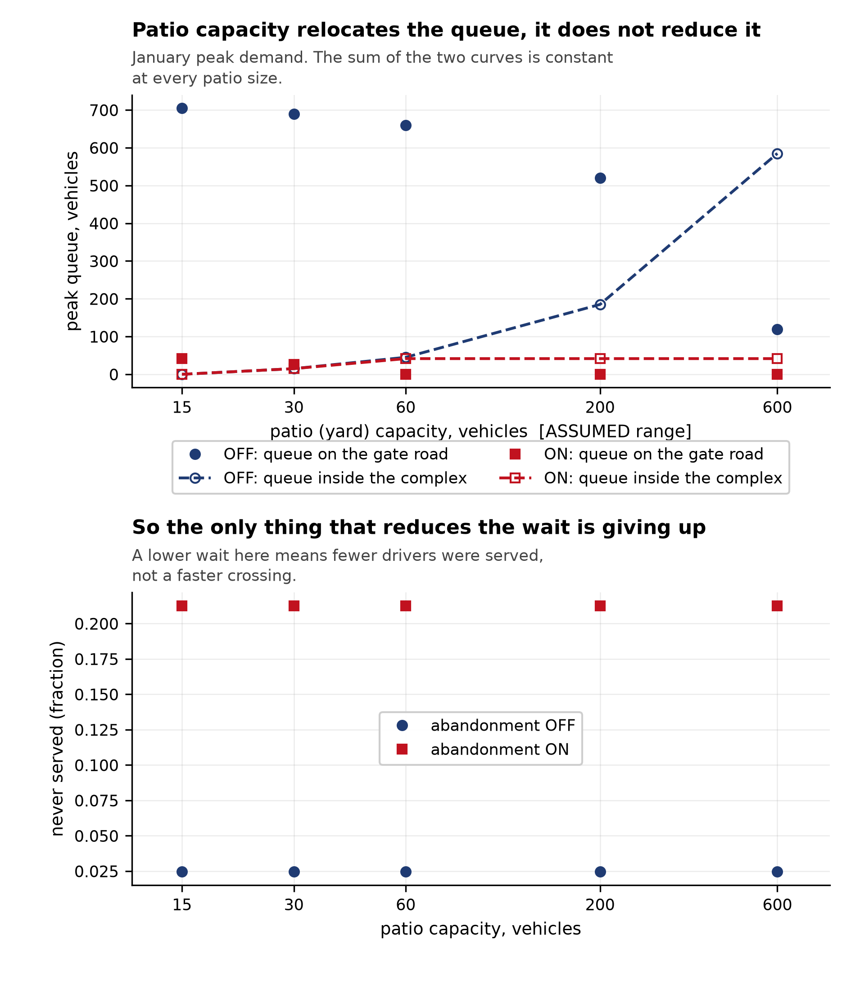 Patio capacity relocates the queue, it does not reduce it
January peak demand. The sum of the two curves is constant
at every patio size.
peak queue, vehicles
700
600
500
400
300
200
100
0
15
30
60
200
600
patio (yard) capacity, vehicles [ASSUMED range]
OFF: queue on the gate road
OFF: queue inside the complex
ON: queue on the gate road
ON: queue inside the complex
So the only thing that reduces the wait is giving up
A lower wait here means fewer drivers were served,
not a faster crossing.
never served (fraction)
0.200
0.175
0.150
0.125
0.100
0.075
0.050
0.025
abandonment OFF
abandonment ON
15
30
60
200
600
patio capacity, vehicles